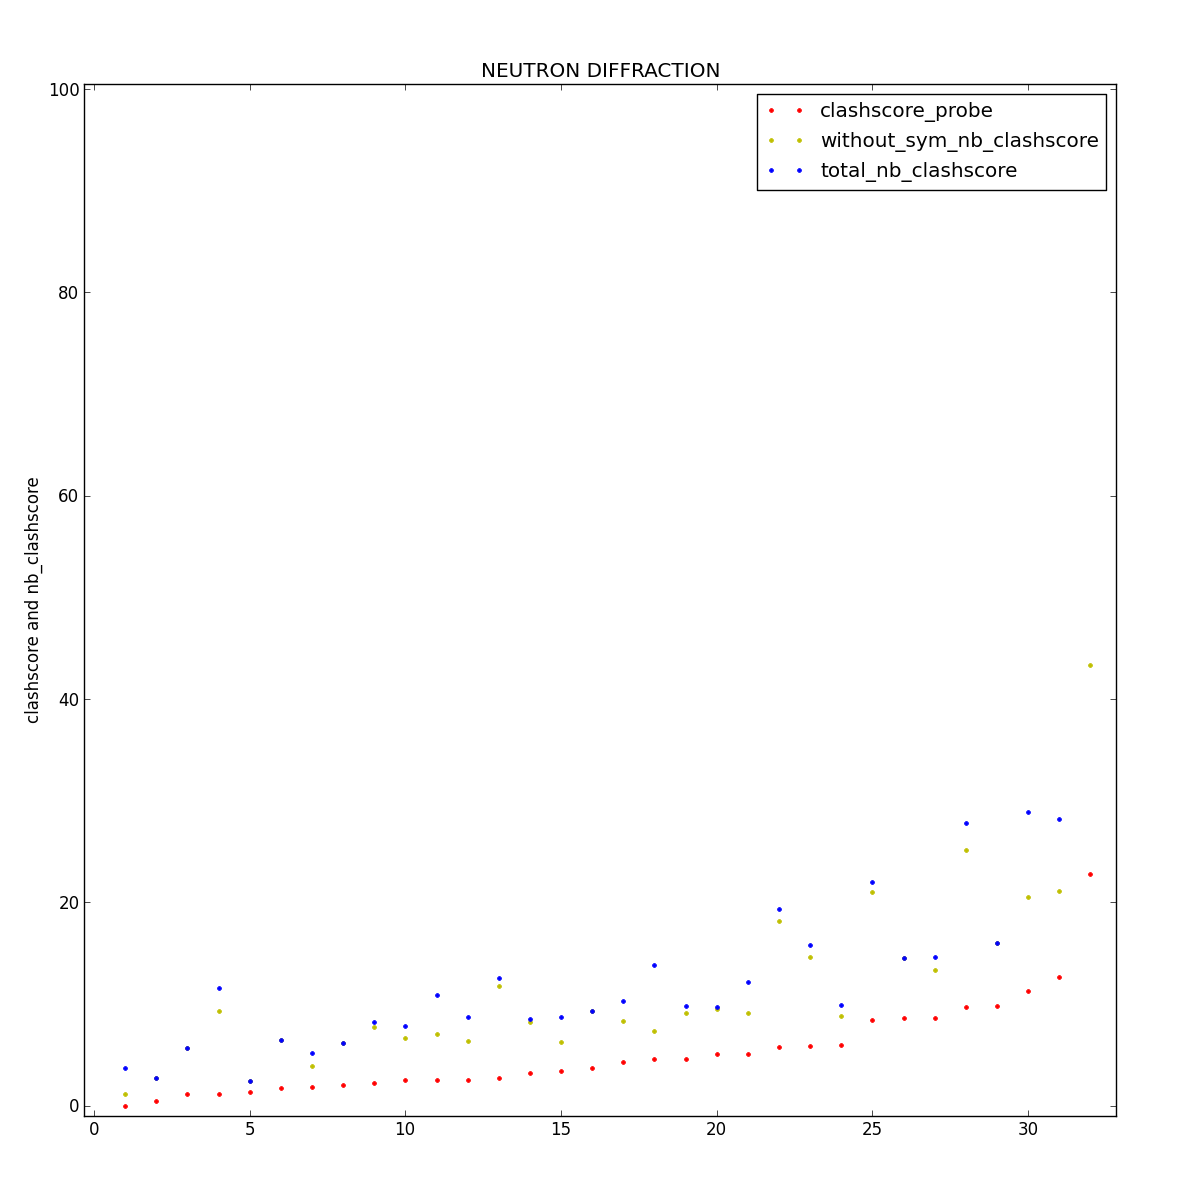 NEUTRON DIFFRACTION
clashscore_probe
without_sym_nb_clashscore
total_nb_clashscore
clashscore and nb_clashscore
100
80
60
40
20
0
0 5 10 15 20 25 30